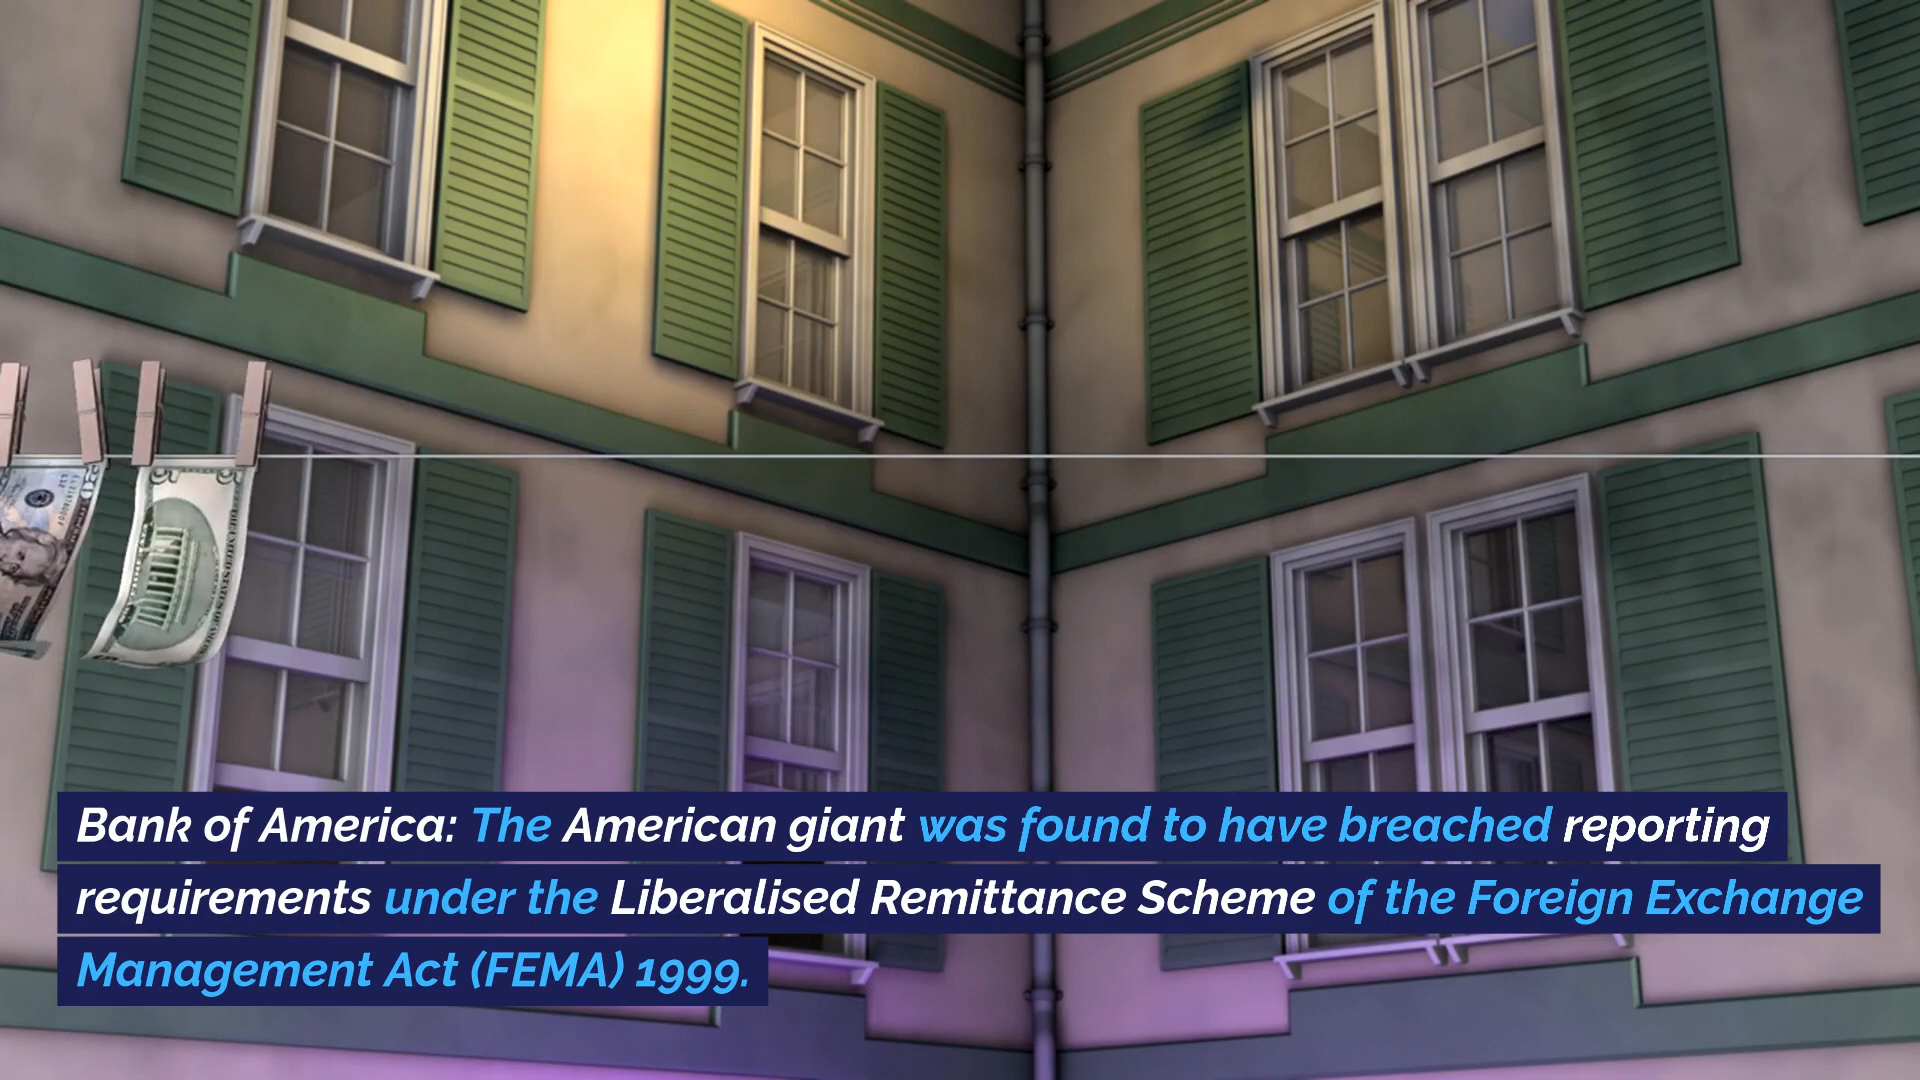 Bank of America: The American giant was found to have breached reporting
requirements under the Liberalised Remittance Scheme of the Foreign Exchange
Management Act (FEMA) 1999.